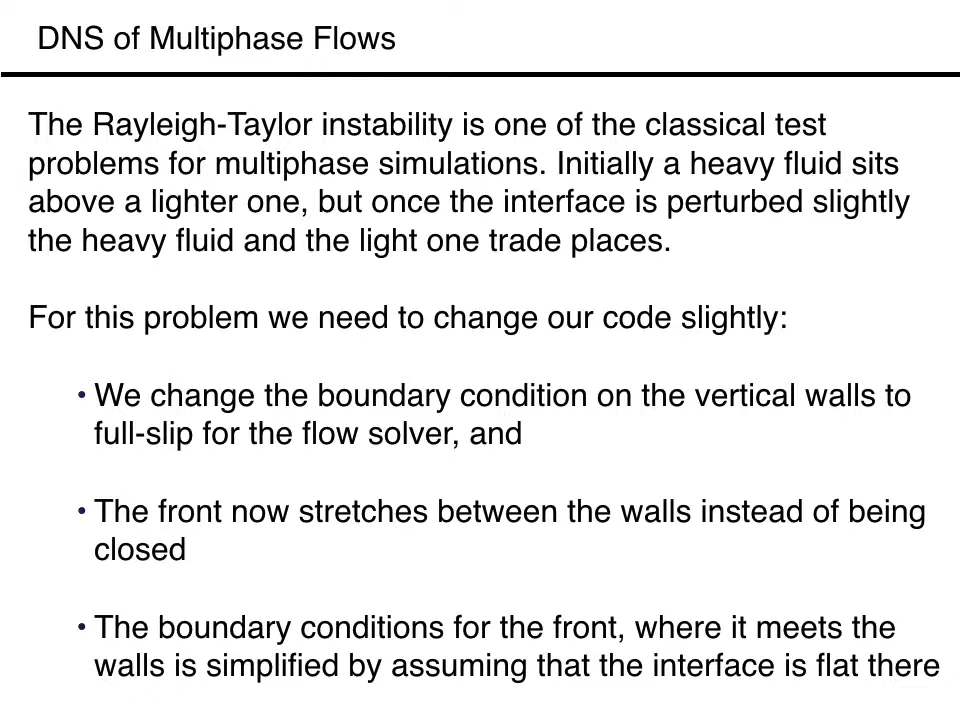 DNS of Multiphase Flows
The Rayleigh-Taylor instability is one of the classical test
problems for multiphase simulations. Initially a heavy fluid sits
above a lighter one, but once the interface is perturbed slightly
the heavy fluid and the light one trade places.
For this problem we need to change our code slightly:
• We change the boundary condition on the vertical walls to
full-slip for the flow solver, and
• The front now stretches between the walls instead of being
closed
• The boundary conditions for the front, where it meets the
walls is simplified by assuming that the interface is flat there